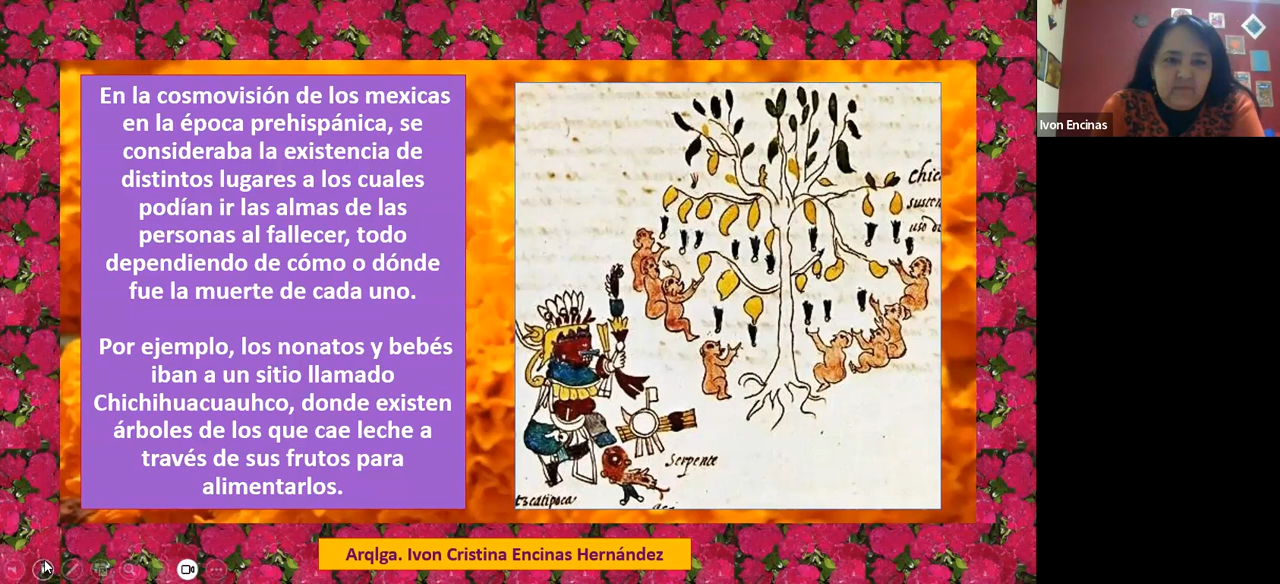 En la cosmovisión de los mexicas
en la época prehispánica, se
consideraba la existencia de
distintos lugares a los cuales
podían ir las almas de las
personas al fallecer, todo
dependiendo de cómo o dónde
fue la muerte de cada uno.
Por ejemplo, los nonatos y bebés
iban a un sitio llamado
Chichihuacuauhco, donde existen
árboles de los que cae leche a
través de sus frutos para
alimentarlos.
Serpente
tzcatlipoca
Arqlga. Ivon Cristina Encinas Hernández
Ivon Encinas